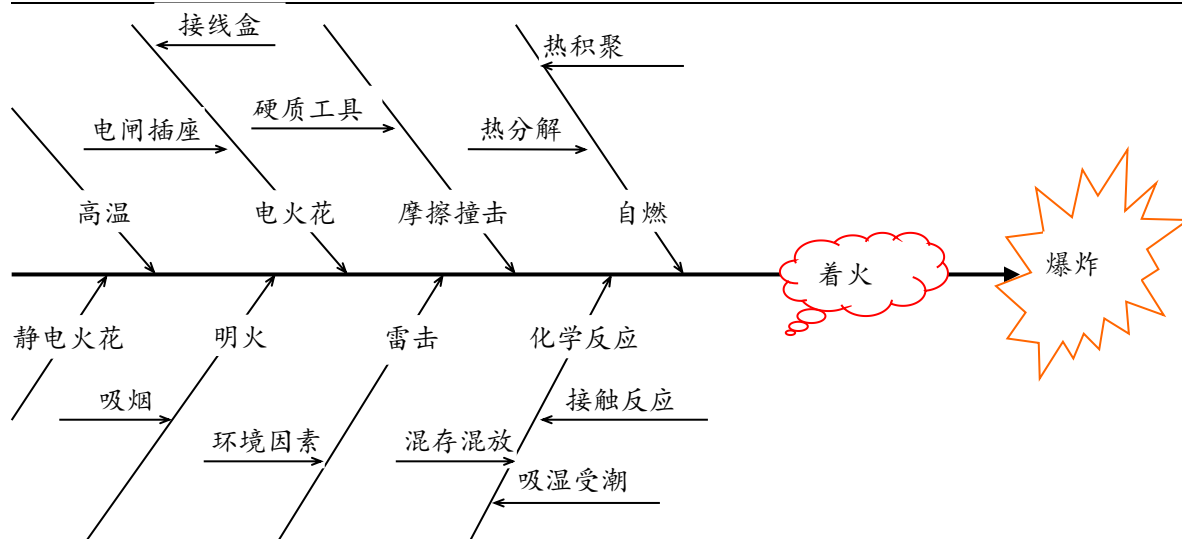 接线盒
热积聚
硬质工具
电闸插座
热分解
高温
电火花
摩擦撞击
自燃
着火
爆炸
静电火花
明火
雷击
化学反应
吸烟
接触反应
环境因素
混存混放
吸湿受潮